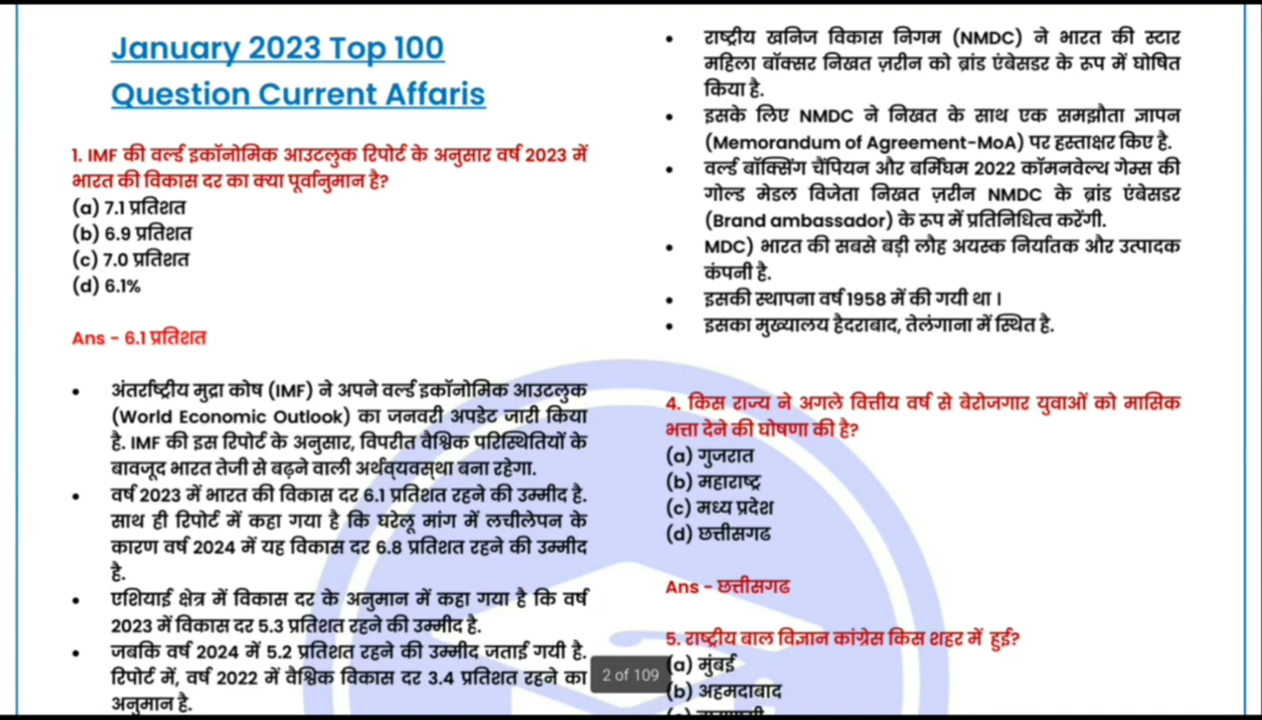 January 2023 Top 100
Question Current Affaris
1. IMF की वर्ल्ड इकॉनोमिक आउटलुक रिपोर्ट के अनुसार वर्ष 2023 में
भारत की विकास दर का क्या पूर्वानुमान है?
(a) 7.1 प्रतिशत
(b) 6.9 प्रतिशत
(c) 7.0 प्रतिशत
(d) 6.1%
Ans - 6.1 प्रतिशत
• अंतर्राष्ट्रीय मुद्रा कोष (IMF) ने अपने वर्ल्ड इकॉनोमिक आउटलुक
(World Economic Outlook) का जनवरी अपडेट जारी किया
है. IMF की इस रिपोर्ट के अनुसार, विपरीत वैश्विक परिस्थितियों के
बावजूद भारत तेजी से बढ़ने वाली अर्थव्यवस्था बना रहेगा.
• वर्ष 2023 में भारत की विकास दर 6.1 प्रतिशत रहने की उम्मीद है.
साथ ही रिपोर्ट में कहा गया है कि घरेलू मांग में लचीलेपन के
कारण वर्ष 2024 में यह विकास दर 6.8 प्रतिशत रहने की उम्मीद
है.
• एशियाई क्षेत्र में विकास दर के अनुमान में कहा गया है कि वर्ष
2023 में विकास दर 5.3 प्रतिशत रहने की उम्मीद है.
• जबकि वर्ष 2024 में 5.2 प्रतिशत रहने की उम्मीद जताई गयी है.
रिपोर्ट में, वर्ष 2022 में वैश्विक विकास दर 3.4 प्रतिशत रहने का
अनुमान है.
• राष्ट्रीय खनिज विकास निगम (NMDC) ने भारत की स्टार
महिला बॉक्सर निखत ज़रीन को ब्रांड एंबेसडर के रूप में घोषित
किया है.
• इसके लिए NMDC ने निखत के साथ एक समझौता ज्ञापन
(Memorandum of Agreement-MoA) पर हस्ताक्षर किए है.
• वर्ल्ड बॉक्सिंग चैंपियन और बर्मिंघम 2022 कॉमनवेल्थ गेम्स की
गोल्ड मेडल विजेता निखत ज़रीन NMDC के ब्रांड एंबेसडर
(Brand ambassador) के रूप में प्रतिनिधित्व करेंगी.
• MDC) भारत की सबसे बड़ी लौह अयस्क निर्यातक और उत्पादक
कंपनी है.
• इसकी स्थापना वर्ष 1958 में की गयी था ।
• इसका मुख्यालय हैदराबाद, तेलंगाना में स्थित है.
4. किस राज्य ने अगले वित्तीय वर्ष से बेरोजगार युवाओं को मासिक
भत्ता देने की घोषणा की है?
(a) गुजरात
(b) महाराष्ट्र
(c) मध्य प्रदेश
(d) छत्तीसगढ
Ans - छत्तीसगढ
5. राष्ट्रीय बाल विज्ञान कांग्रेस किस शहर में हुई?
(a) मुंबई
(b) अहमदाबाद
2 of 109